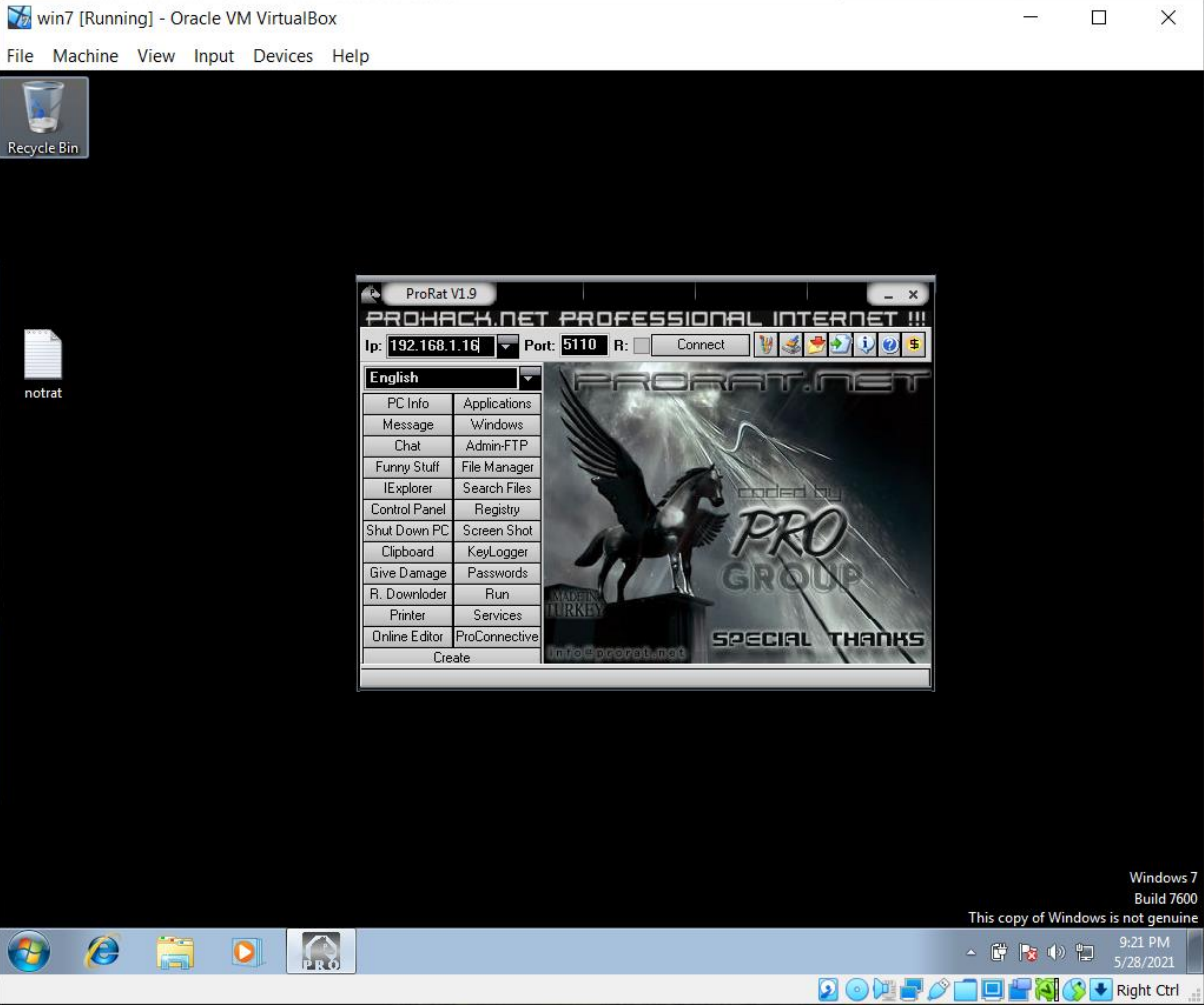 win7 [Running] - Oracle VM VirtualBox
File Machine View Input Devices Help
Recycle Bin
notrat
ProRat V1.9
PROHACK.NET PROFESSIONAL INTERNET !!!
Ip: 192.168.1.16 Port: 5110 R: Connect
English
PRORAT.NET
PC Info Applications
Message Windows
Chat Admin-FTP
Funny Stuff File Manager
IExplorer Search Files
Control Panel Registry
Shut Down PC Screen Shot
Clipboard KeyLogger
Give Damage Passwords
R. Downloder Run
Printer Services
Online Editor ProConnective
Create
coded by
PRO
GROUP
MADE IN
TURKEY
SPECIAL THANKS
info@prorat.net
Windows 7
Build 7600
This copy of Windows is not genuine
PRO
9:21 PM
5/28/2021
Right Ctrl